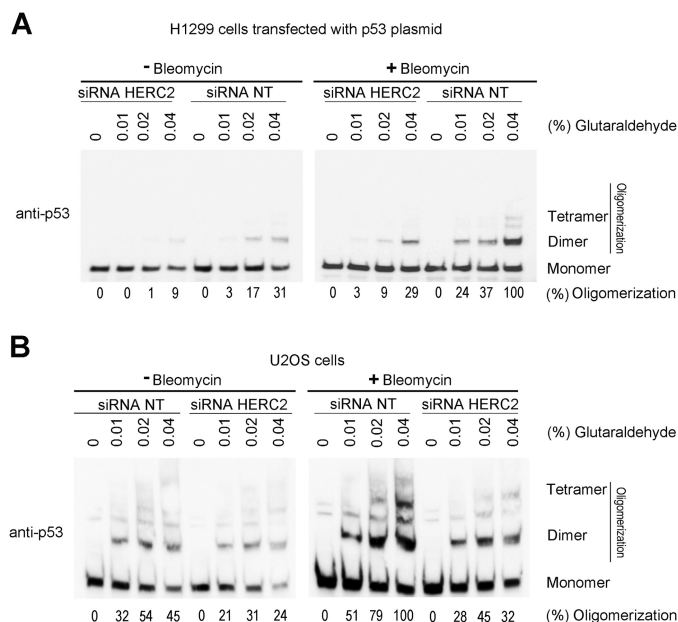 A
H1299 cells transfected with p53 plasmid
- Bleomycin + Bleomycin
siRNA HERC2 siRNA NT siRNA HERC2 siRNA NT
0 0.01 0.02 0.04 0 0.01 0.02 0.04 0 0.01 0.02 0.04 0 0.01 0.02 0.04 (%) Glutaraldehyde
anti-p53
Oligomerization
Tetramer
Dimer
Monomer
0 0 1 9 0 3 17 31 0 3 9 29 0 24 37 100 (%) Oligomerization
B
U2OS cells
- Bleomycin + Bleomycin
siRNA NT siRNA HERC2 siRNA NT siRNA HERC2
0 0.01 0.02 0.04 0 0.01 0.02 0.04 0 0.01 0.02 0.04 0 0.01 0.02 0.04 (%) Glutaraldehyde
anti-p53
Oligomerization
Tetramer
Dimer
Monomer
0 32 54 45 0 21 31 24 0 51 79 100 0 28 45 32 (%) Oligomerization